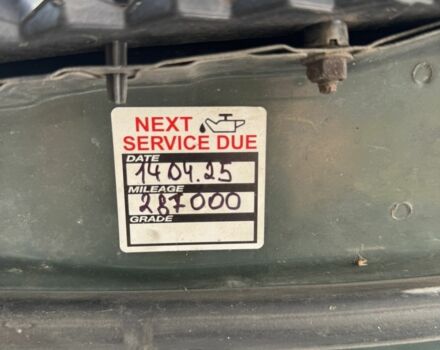 NEXT
SERVICE DUE
DATE
14 04.25
MILEAGE
287000
GRADE